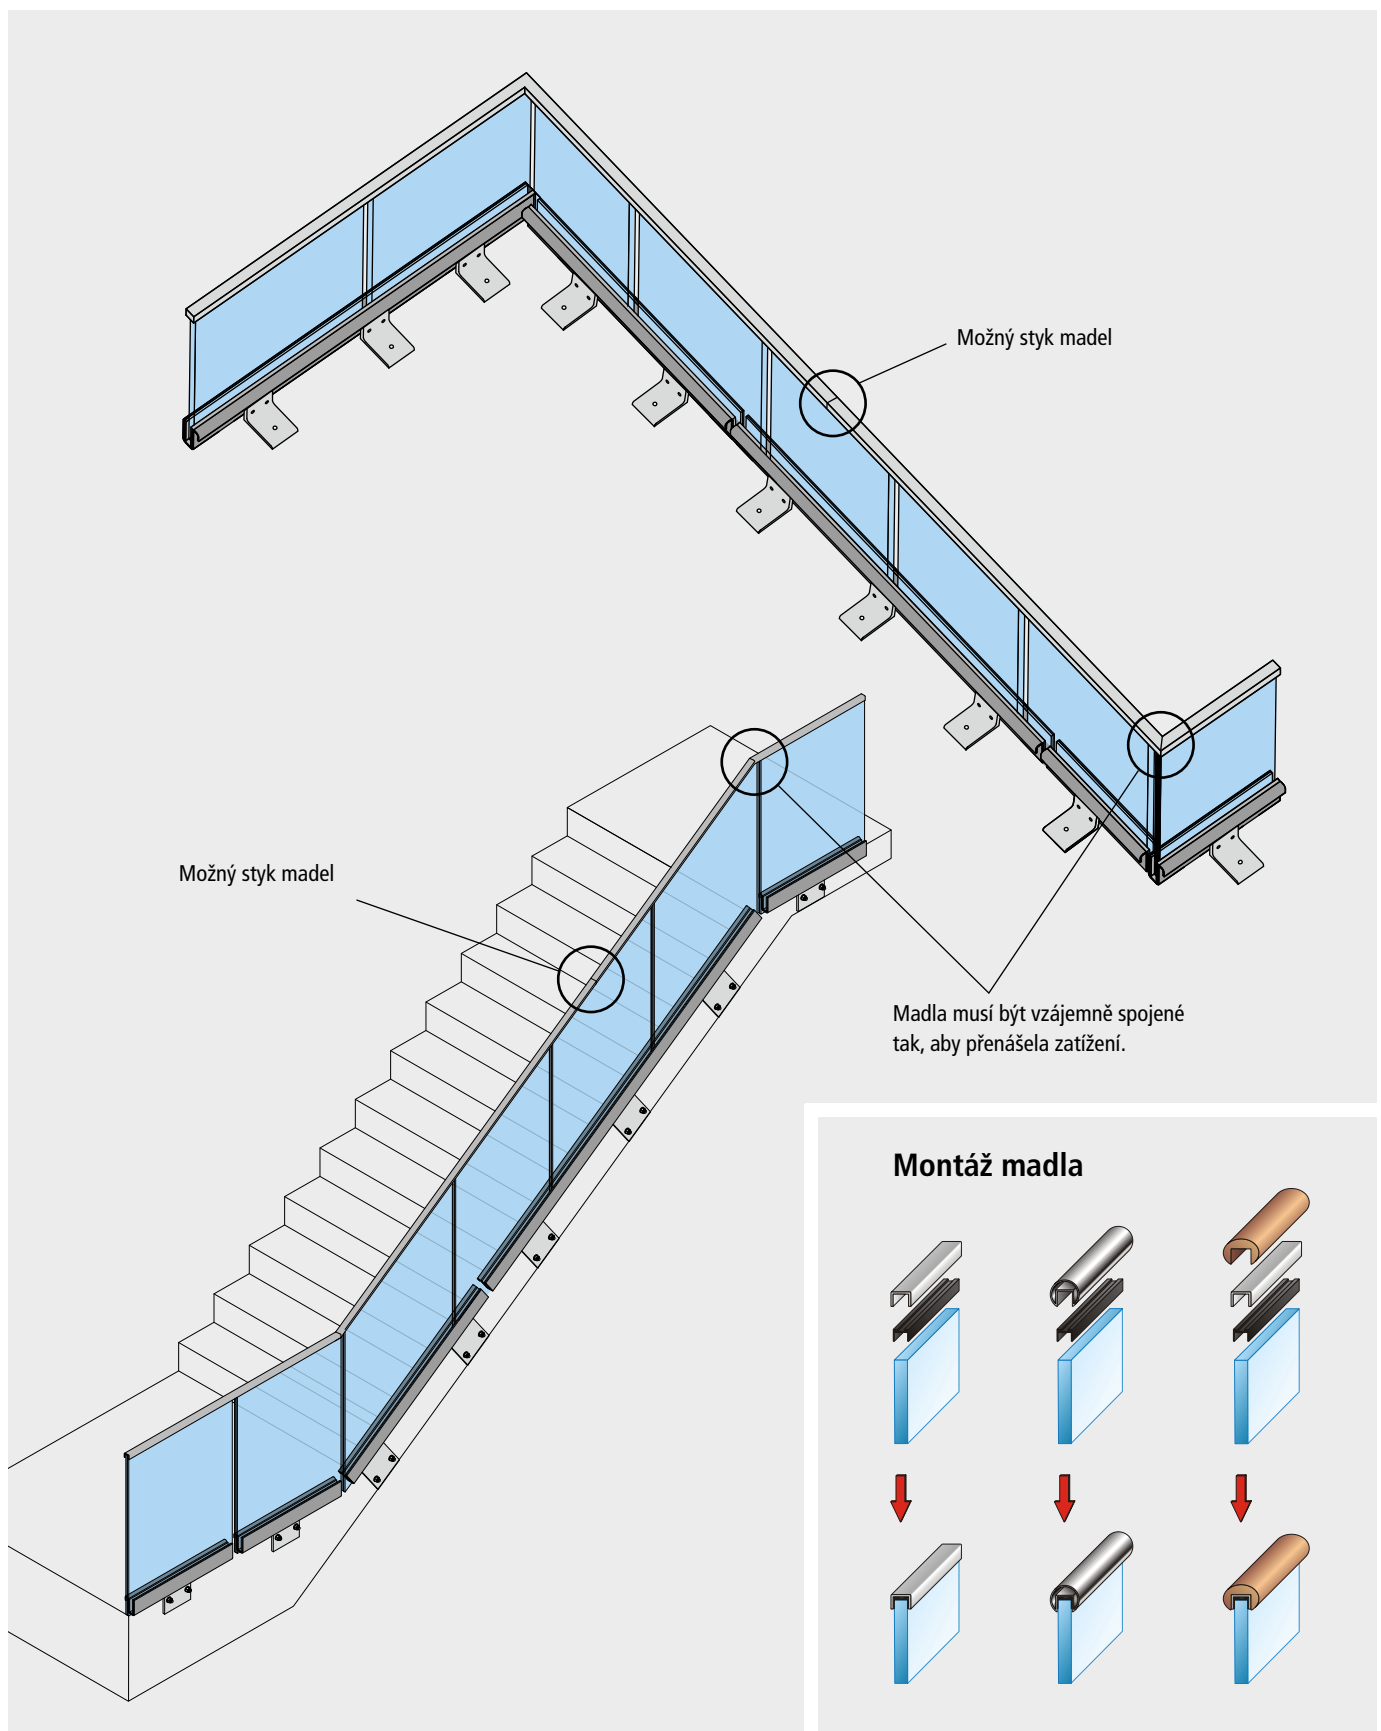 Možný styk madel
Možný styk madel
Madla musí být vzájemně spojené
tak, aby přenášela zatížení.
Montáž madla